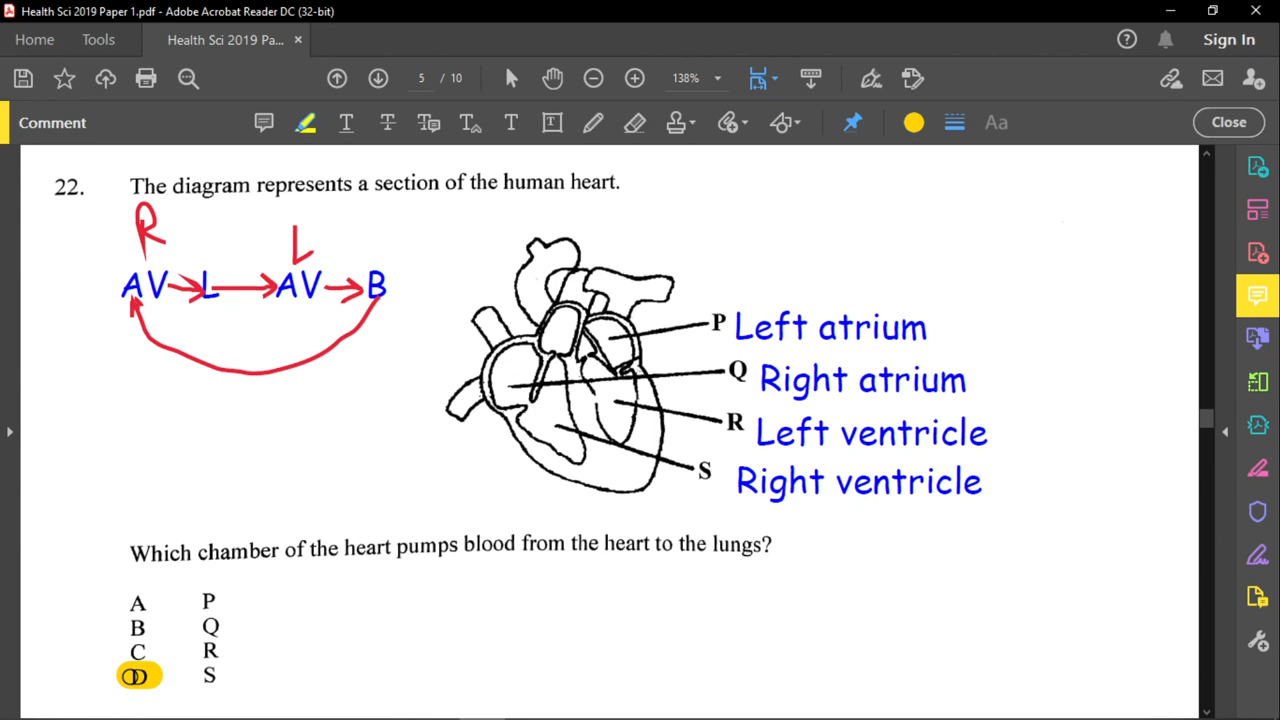 Health Sci 2019 Paper 1.pdf - Adobe Acrobat Reader DC (32-bit)
Home Tools Health Sci 2019 Pa... × Sign In
5 / 10 138%
Comment Aa Close
22. The diagram represents a section of the human heart.
R L
AV → L → AV → B
P Left atrium
Q Right atrium
R Left ventricle
S Right ventricle
Which chamber of the heart pumps blood from the heart to the lungs?
A P
B Q
C R
D S